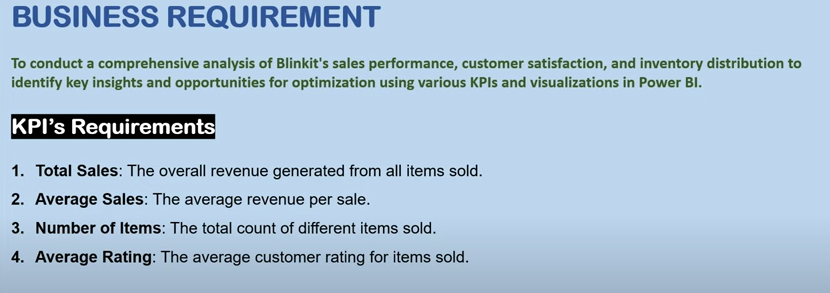 BUSINESS REQUIREMENT
To conduct a comprehensive analysis of Blinkit's sales performance, customer satisfaction, and inventory distribution to
identify key insights and opportunities for optimization using various KPIs and visualizations in Power BI.
KPI's Requirements
1. Total Sales: The overall revenue generated from all items sold.
2. Average Sales: The average revenue per sale.
3. Number of Items: The total count of different items sold.
4. Average Rating: The average customer rating for items sold.